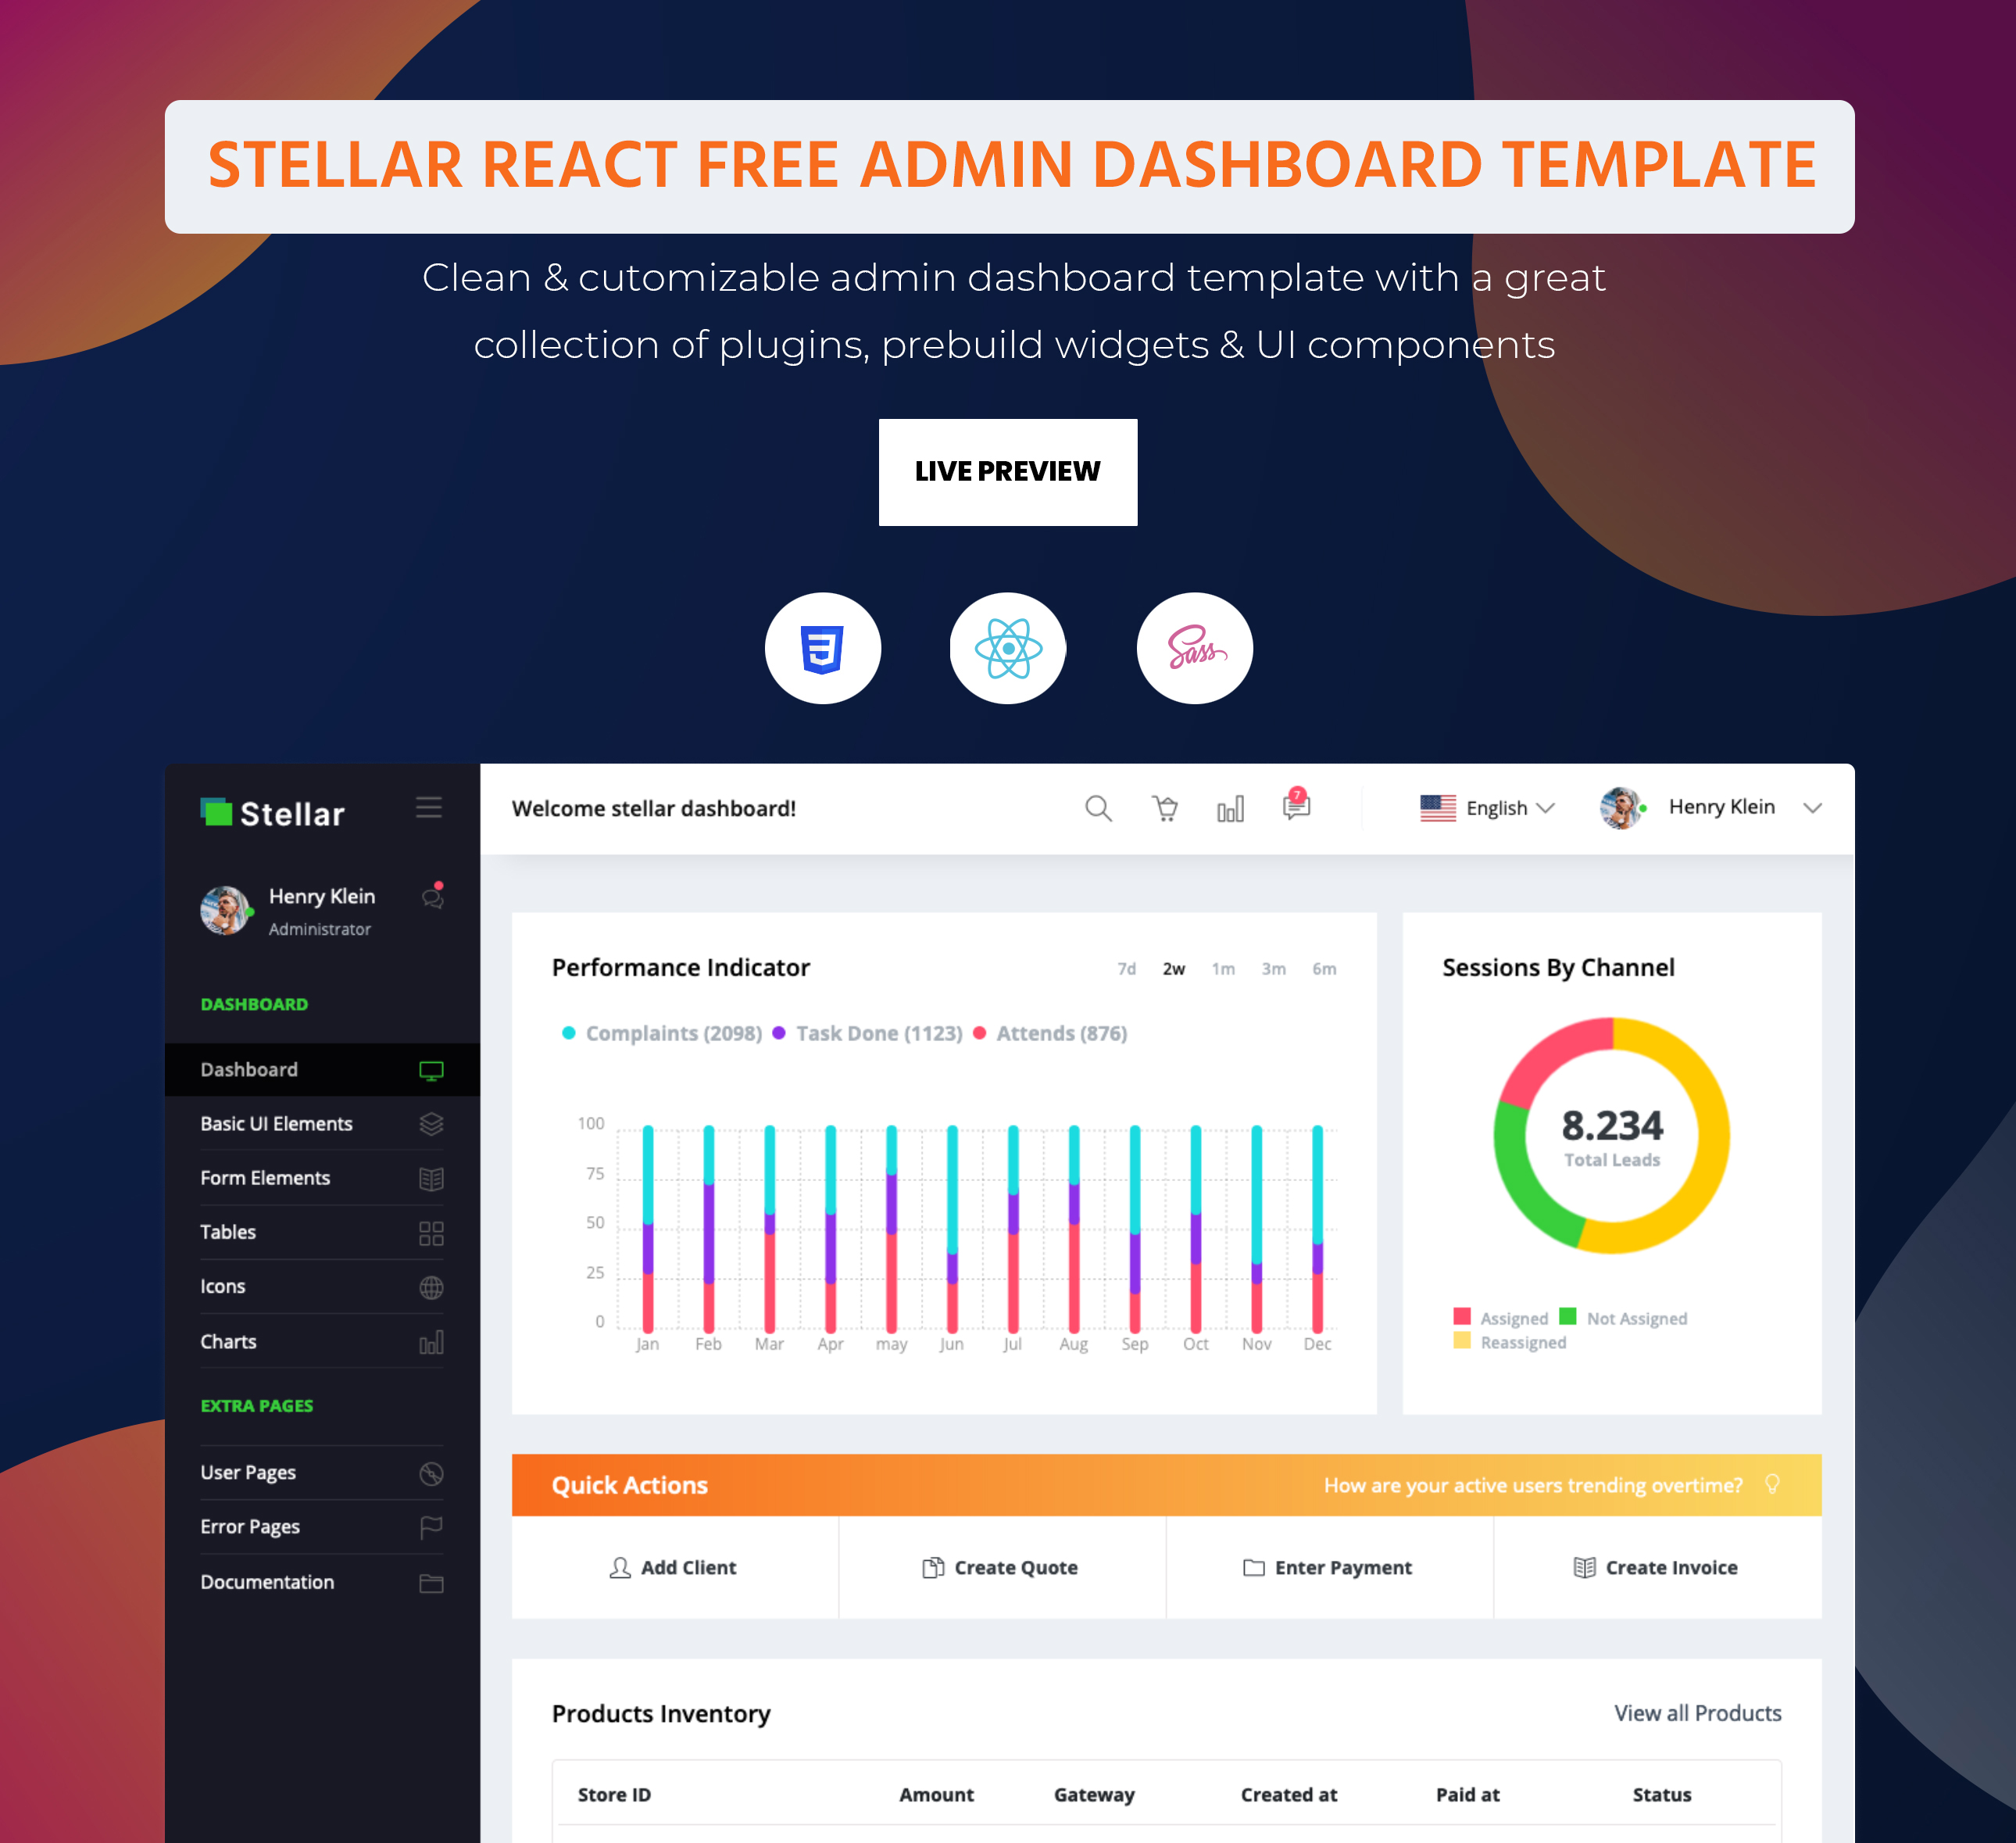 STELLAR REACT FREE ADMIN DASHBOARD TEMPLATE
Clean & cutomizable admin dashboard template with a great
collection of plugins, prebuild widgets & UI components
LIVE PREVIEW
Sass
Stellar
Henry Klein
Administrator
DASHBOARD
Dashboard
Basic UI Elements
Form Elements
Tables
Icons
Charts
EXTRA PAGES
User Pages
Error Pages
Documentation
Welcome stellar dashboard!
7
English
Henry Klein
Performance Indicator
7d 2w 1m 3m 6m
Complaints (2098) Task Done (1123) Attends (876)
100
75
50
25
0
Jan Feb Mar Apr may Jun Jul Aug Sep Oct Nov Dec
Sessions By Channel
8.234
Total Leads
Assigned Not Assigned
Reassigned
Quick Actions
How are your active users trending overtime?
Add Client Create Quote Enter Payment Create Invoice
Products Inventory
View all Products
Store ID Amount Gateway Created at Paid at Status